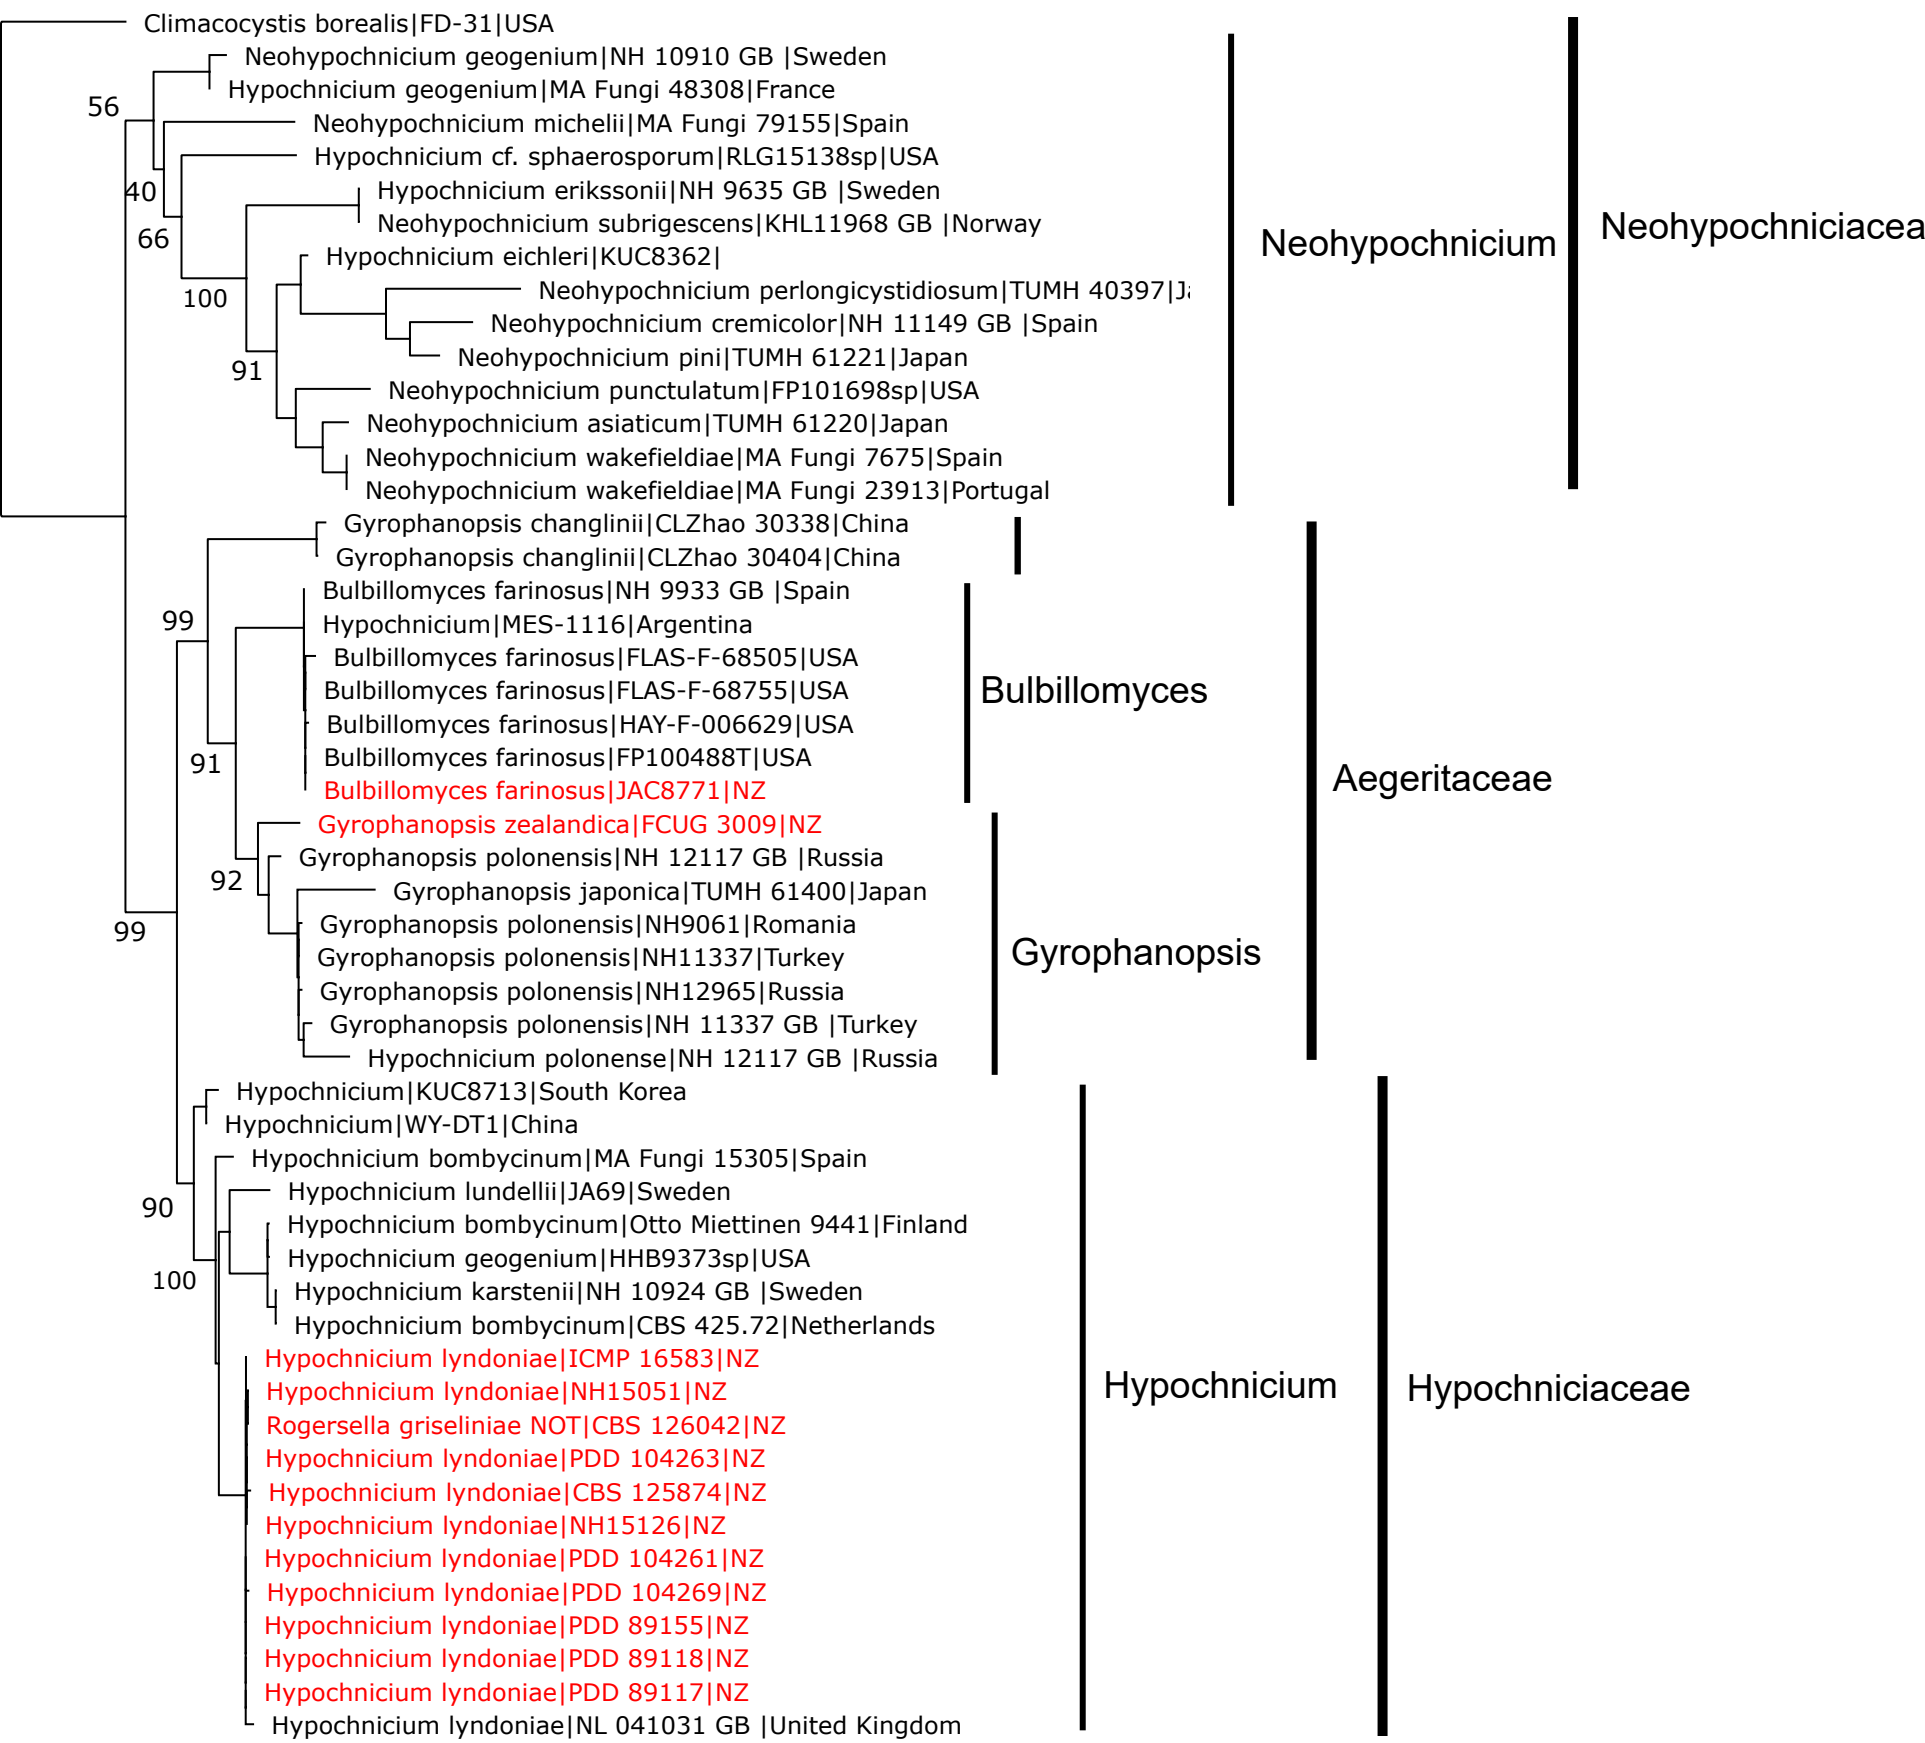 Climacocystis borealis|FD-31|USA
Neohypochnicium geogenium|NH 10910 GB |Sweden
Hypochnicium geogenium|MA Fungi 48308|France
56
Neohypochnicium michelii|MA Fungi 79155|Spain
Hypochnicium cf. sphaerosporum|RLG15138sp|USA
40
Hypochnicium erikssonii|NH 9635 GB |Sweden
Neohypochnicium subrigescens|KHL11968 GB |Norway
66
Neohypochnicium
Neohypochniciacea
Hypochnicium eichleri|KUC8362|
Neohypochnicium perlongicystidiosum|TUMH 40397|Ja
100
Neohypochnicium cremicolor|NH 11149 GB |Spain
Neohypochnicium pini|TUMH 61221|Japan
91
Neohypochnicium punctulatum|FP101698sp|USA
Neohypochnicium asiaticum|TUMH 61220|Japan
Neohypochnicium wakefieldiae|MA Fungi 7675|Spain
Neohypochnicium wakefieldiae|MA Fungi 23913|Portugal
Gyrophanopsis changlinii|CLZhao 30338|China
Gyrophanopsis changlinii|CLZhao 30404|China
Bulbillomyces farinosus|NH 9933 GB |Spain
99
Hypochnicium|MES-1116|Argentina
Bulbillomyces farinosus|FLAS-F-68505|USA
Bulbillomyces farinosus|FLAS-F-68755|USA
Bulbillomyces
Bulbillomyces farinosus|HAY-F-006629|USA
Bulbillomyces farinosus|FP100488T|USA
91
Aegeritaceae
Bulbillomyces farinosus|JAC8771|NZ
Gyrophanopsis zealandica|FCUG 3009|NZ
Gyrophanopsis polonensis|NH 12117 GB |Russia
92
Gyrophanopsis japonica|TUMH 61400|Japan
Gyrophanopsis polonensis|NH9061|Romania
99
Gyrophanopsis polonensis|NH11337|Turkey
Gyrophanopsis
Gyrophanopsis polonensis|NH12965|Russia
Gyrophanopsis polonensis|NH 11337 GB |Turkey
Hypochnicium polonense|NH 12117 GB |Russia
Hypochnicium|KUC8713|South Korea
Hypochnicium|WY-DT1|China
Hypochnicium bombycinum|MA Fungi 15305|Spain
Hypochnicium lundellii|JA69|Sweden
90
Hypochnicium bombycinum|Otto Miettinen 9441|Finland
Hypochnicium geogenium|HHB9373sp|USA
100
Hypochnicium karstenii|NH 10924 GB |Sweden
Hypochnicium bombycinum|CBS 425.72|Netherlands
Hypochnicium lyndoniae|ICMP 16583|NZ
Hypochnicium
Hypochniciaceae
Hypochnicium lyndoniae|NH15051|NZ
Rogersella griseliniae NOT|CBS 126042|NZ
Hypochnicium lyndoniae|PDD 104263|NZ
Hypochnicium lyndoniae|CBS 125874|NZ
Hypochnicium lyndoniae|NH15126|NZ
Hypochnicium lyndoniae|PDD 104261|NZ
Hypochnicium lyndoniae|PDD 104269|NZ
Hypochnicium lyndoniae|PDD 89155|NZ
Hypochnicium lyndoniae|PDD 89118|NZ
Hypochnicium lyndoniae|PDD 89117|NZ
Hypochnicium lyndoniae|NL 041031 GB |United Kingdom